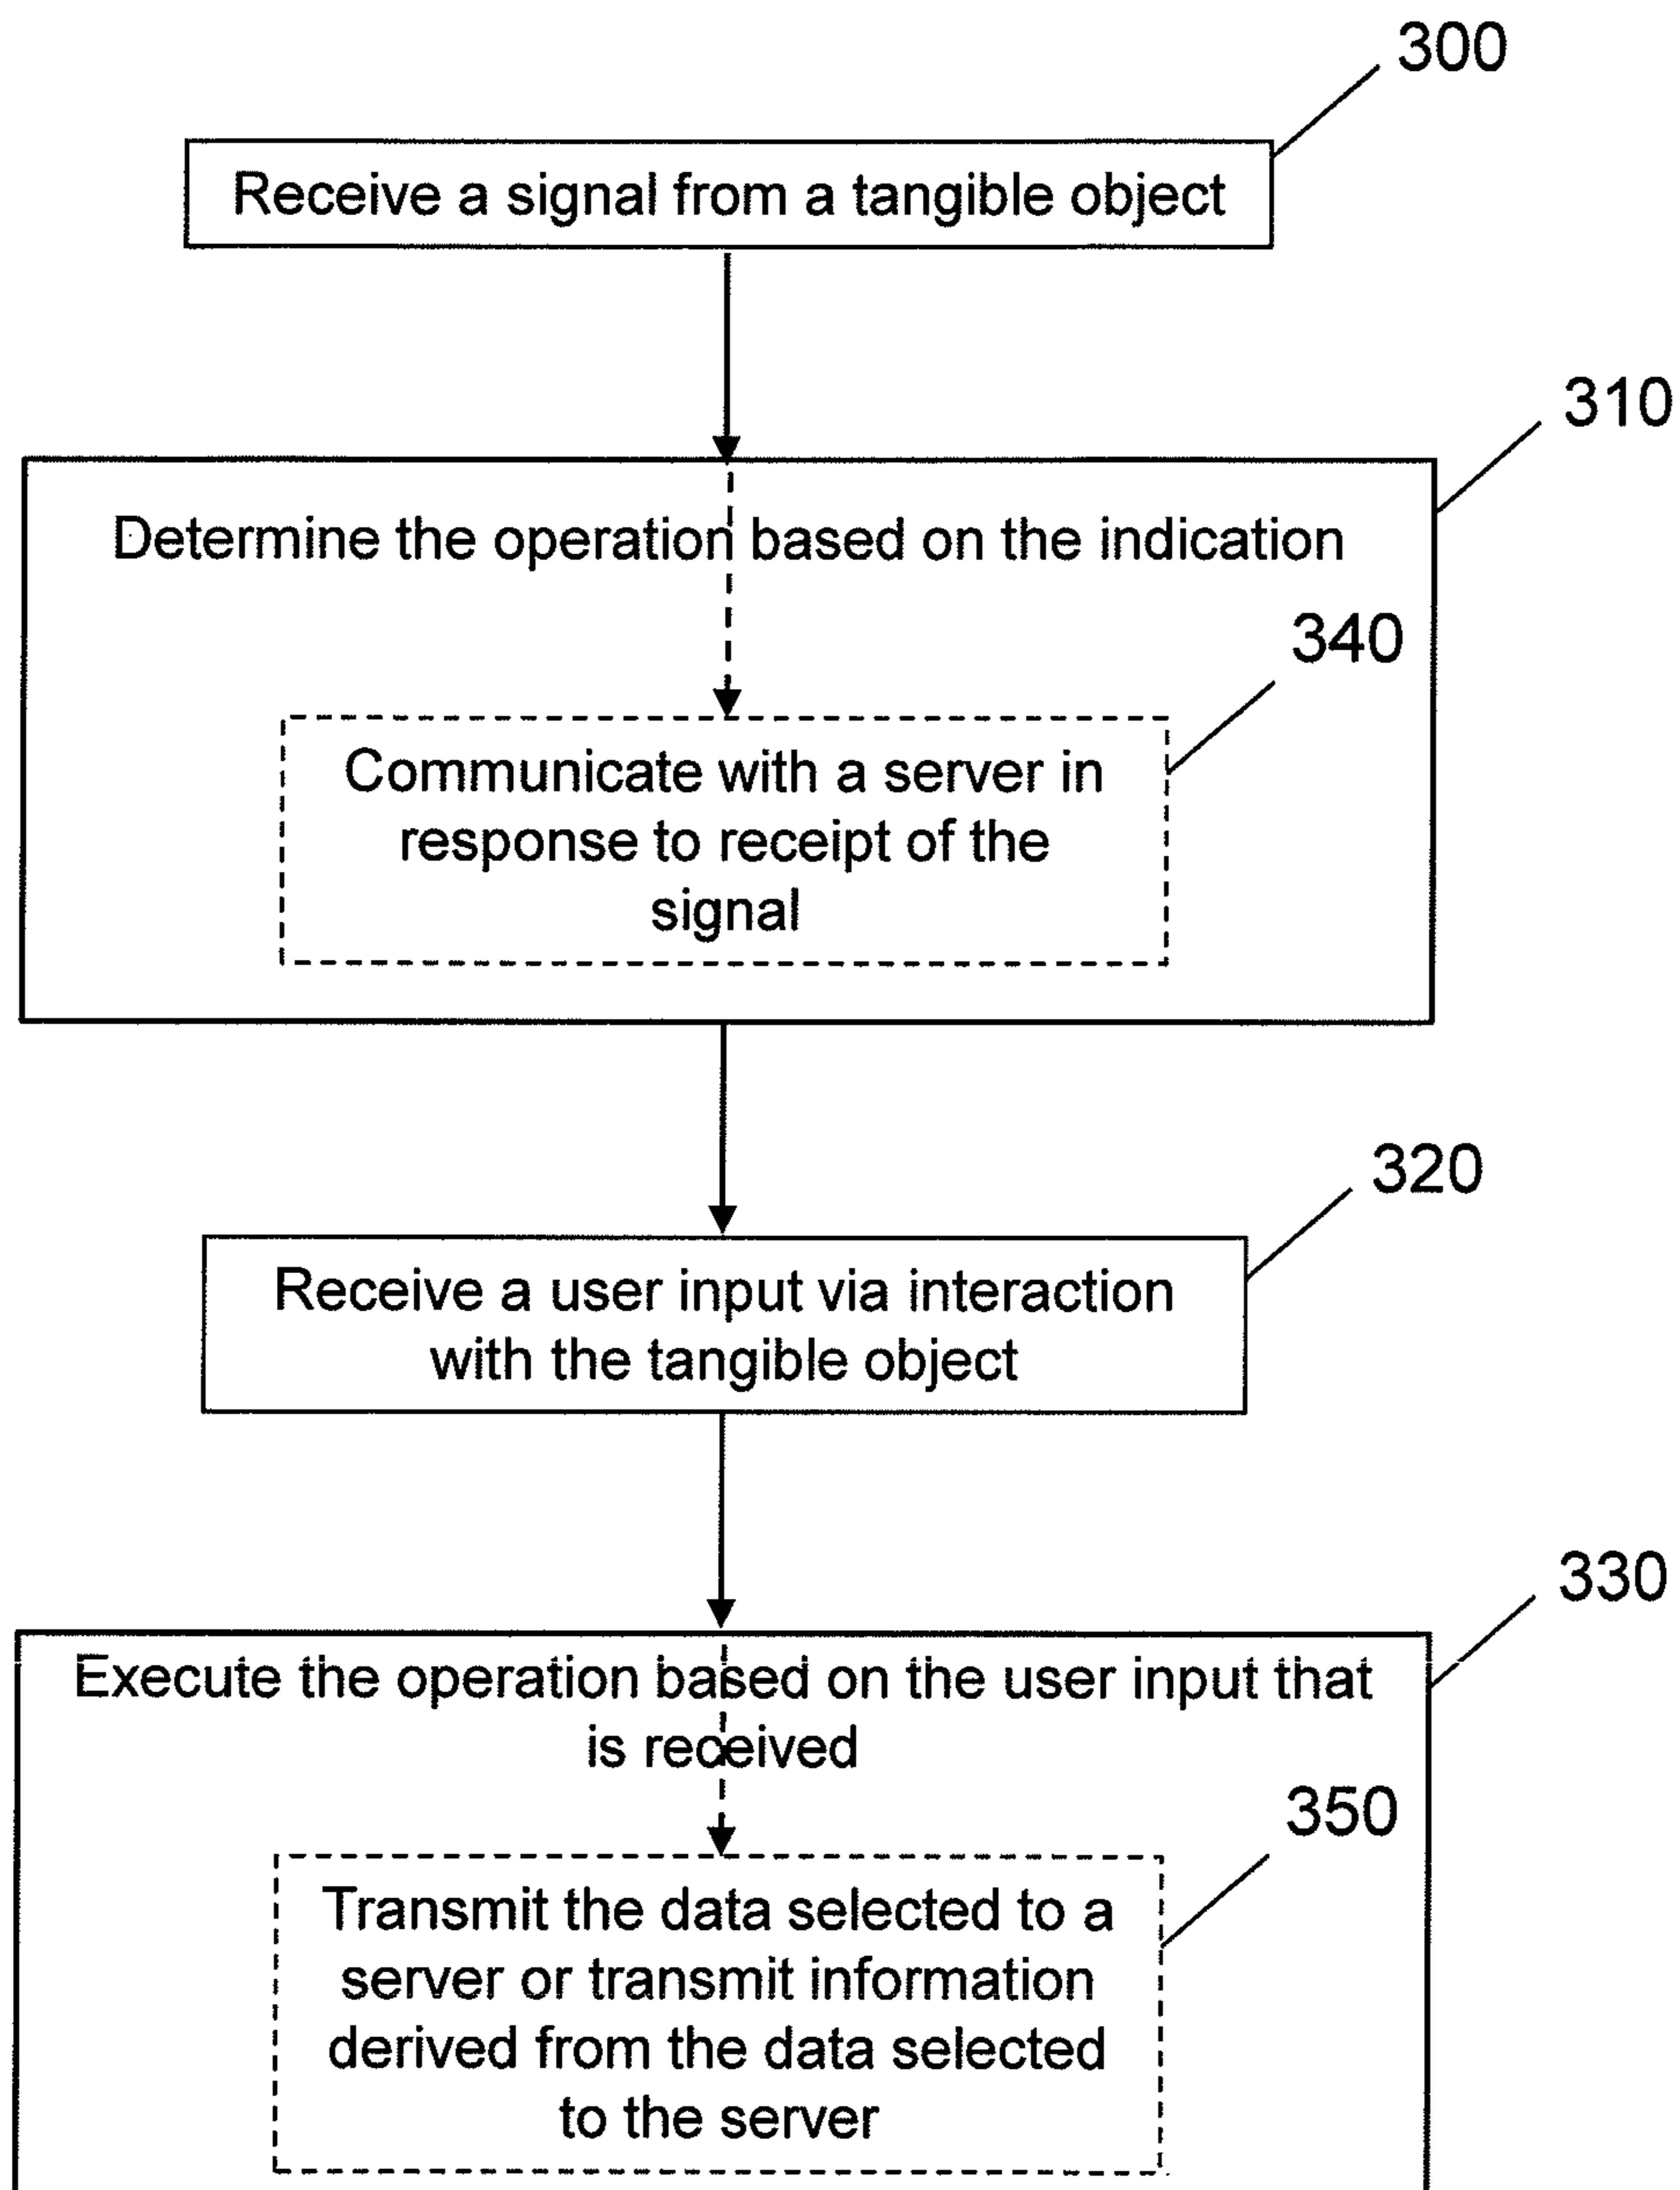 300
Receive a signal from a tangible object
310
Determine the operation based on the indication
340
Communicate with a server in
response to receipt of the
signal
320
Receive a user input via interaction
with the tangible object
330
Execute the operation based on the user input that
is received
350
Transmit the data selected to a
server or transmit information
derived from the data selected
to the server